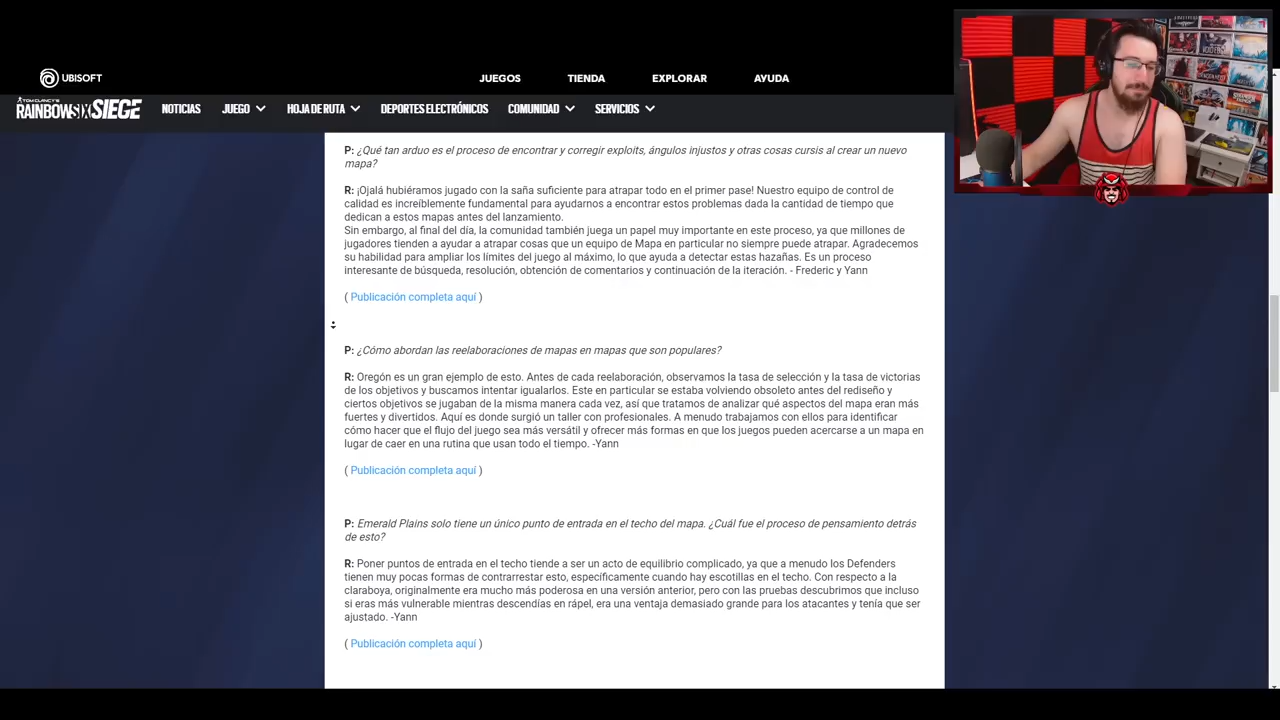 UBISOFT
JUEGOS
TIENDA
EXPLORAR
AYUDA
TOM CLANCY'S
RAINBOWSIXSIEGE
NOTICIAS
JUEGO
HOJA DE RUTA
DEPORTES ELECTRÓNICOS
COMUNIDAD
SERVICIOS
P: ¿Qué tan arduo es el proceso de encontrar y corregir exploits, ángulos injustos y otras cosas cursis al crear un nuevo
mapa?
R: ¡Ojalá hubiéramos jugado con la saña suficiente para atrapar todo en el primer pase! Nuestro equipo de control de
calidad es increíblemente fundamental para ayudarnos a encontrar estos problemas dada la cantidad de tiempo que
dedican a estos mapas antes del lanzamiento.
Sin embargo, al final del día, la comunidad también juega un papel muy importante en este proceso, ya que millones de
jugadores tienden a ayudar a atrapar cosas que un equipo de Mapa en particular no siempre puede atrapar. Agradecemos
su habilidad para ampliar los límites del juego al máximo, lo que ayuda a detectar estas hazañas. Es un proceso
interesante de búsqueda, resolución, obtención de comentarios y continuación de la iteración. - Frederic y Yann
( Publicación completa aquí )
P: ¿Cómo abordan las reelaboraciones de mapas en mapas que son populares?
R: Oregón es un gran ejemplo de esto. Antes de cada reelaboración, observamos la tasa de selección y la tasa de victorias
de los objetivos y buscamos intentar igualarlos. Este en particular se estaba volviendo obsoleto antes del rediseño y
ciertos objetivos se jugaban de la misma manera cada vez, así que tratamos de analizar qué aspectos del mapa eran más
fuertes y divertidos. Aquí es donde surgió un taller con profesionales. A menudo trabajamos con ellos para identificar
cómo hacer que el flujo del juego sea más versátil y ofrecer más formas en que los juegos pueden acercarse a un mapa en
lugar de caer en una rutina que usan todo el tiempo. -Yann
( Publicación completa aquí )
P: Emerald Plains solo tiene un único punto de entrada en el techo del mapa. ¿Cuál fue el proceso de pensamiento detrás
de esto?
R: Poner puntos de entrada en el techo tiende a ser un acto de equilibrio complicado, ya que a menudo los Defenders
tienen muy pocas formas de contrarrestar esto, específicamente cuando hay escotillas en el techo. Con respecto a la
claraboya, originalmente era mucho más poderosa en una versión anterior, pero con las pruebas descubrimos que incluso
si eras más vulnerable mientras descendías en rápel, era una ventaja demasiado grande para los atacantes y tenía que ser
ajustado. -Yann
( Publicación completa aquí )